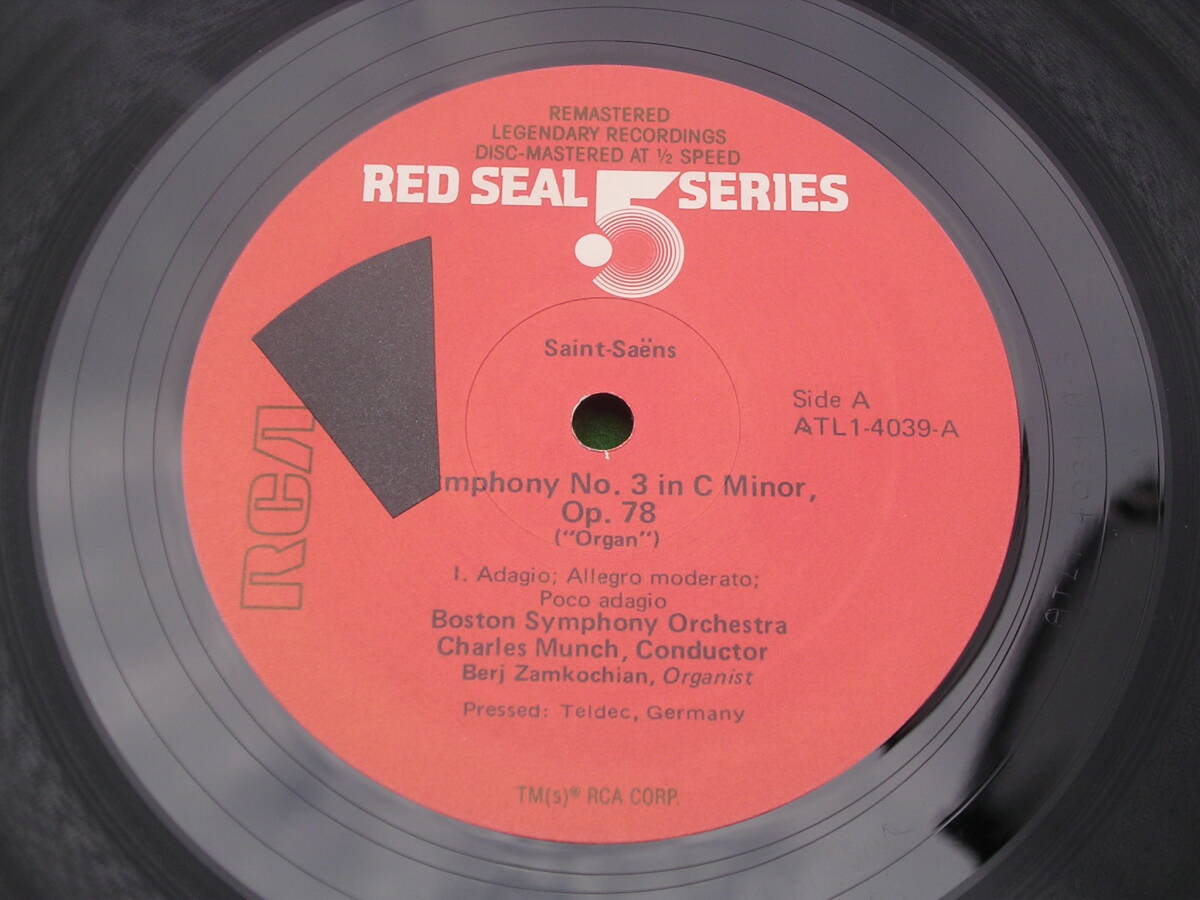 REMASTERED
LEGENDARY RECORDINGS
DISC-MASTERED AT ½ SPEED
RED SEAL .5 SERIES
RCA
Saint-Saëns
Side A
ATL1-4039-A
mphony No. 3 in C Minor,
Op. 78
("Organ")
I. Adagio; Allegro moderato;
Poco adagio
Boston Symphony Orchestra
Charles Munch, Conductor
Berj Zamkochian, Organist
Pressed: Teldec, Germany
TM(s)® RCA CORP.